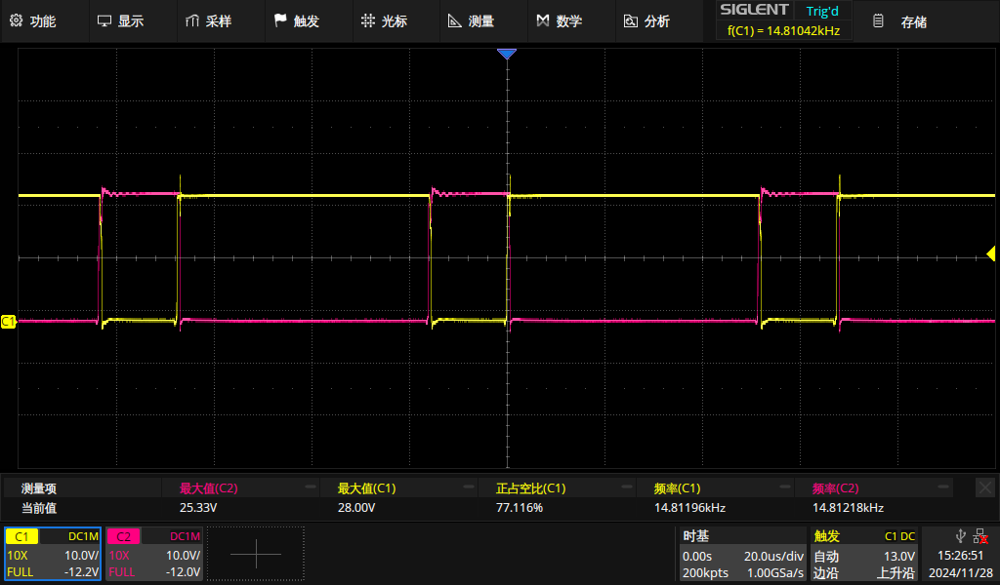 功能 显示 采样 触发 光标 测量 数学 分析 SIGLENT Trig'd 存储
f(C1) = 14.81042kHz
C1
测量项 最大值(C2) 最大值(C1) 正占空比(C1) 频率(C1) 频率(C2)
当前值 25.33V 28.00V 77.116% 14.81196kHz 14.81218kHz
C1 DC1M C2 DC1M 时基 触发 C1 DC
10X 10.0V/ 10X 10.0V/ 0.00s 20.0us/div 自动 13.0V 15:26:51
FULL -12.2V FULL -12.0V 200kpts 1.00GSa/s 边沿 上升沿 2024/11/28